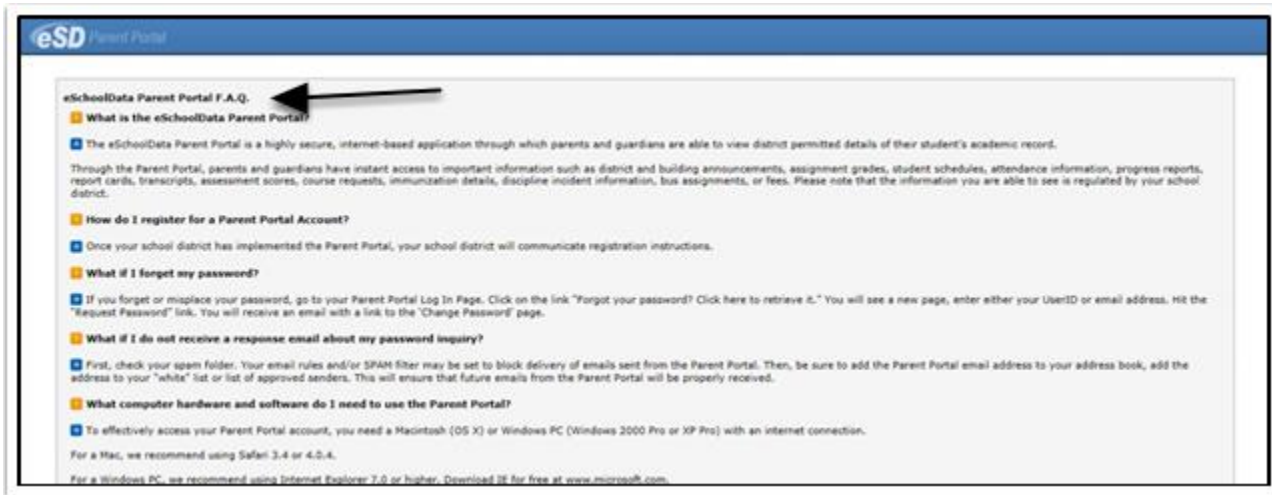 eSD Parent Portal
eSchoolData Parent Portal F.A.Q.
What is the eSchoolData Parent Portal?
The eSchoolData Parent Portal is a highly secure, internet-based application through which parents and guardians are able to view district permitted details of their student's academic record.
Through the Parent Portal, parents and guardians have instant access to important information such as district and building announcements, assignment grades, student schedules, attendance information, progress reports,
report cards, transcripts, assessment scores, course requests, immunization details, discipline incident information, bus assignments, or fees. Please note that the information you are able to see is regulated by your school
district.
How do I register for a Parent Portal Account?
Once your school district has implemented the Parent Portal, your school district will communicate registration instructions.
What if I forget my password?
If you forget or misplace your password, go to your Parent Portal Log In Page. Click on the link "Forgot your password? Click here to retrieve it." You will see a new page, enter either your UserID or email address. Hit the
"Request Password" link. You will receive an email with a link to the 'Change Password' page.
What if I do not receive a response email about my password inquiry?
First, check your spam folder. Your email rules and/or SPAM filter may be set to block delivery of emails sent from the Parent Portal. Then, be sure to add the Parent Portal email address to your address book, add the
address to your "white" list or list of approved senders. This will ensure that future emails from the Parent Portal will be properly received.
What computer hardware and software do I need to use the Parent Portal?
To effectively access your Parent Portal account, you need a Macintosh (OS X) or Windows PC (Windows 2000 Pro or XP Pro) with an internet connection.
For a Mac, we recommend using Safari 3.4 or 4.0.4.
For a Windows PC, we recommend using Internet Explorer 7.0 or higher. Download IE for free at www.microsoft.com.